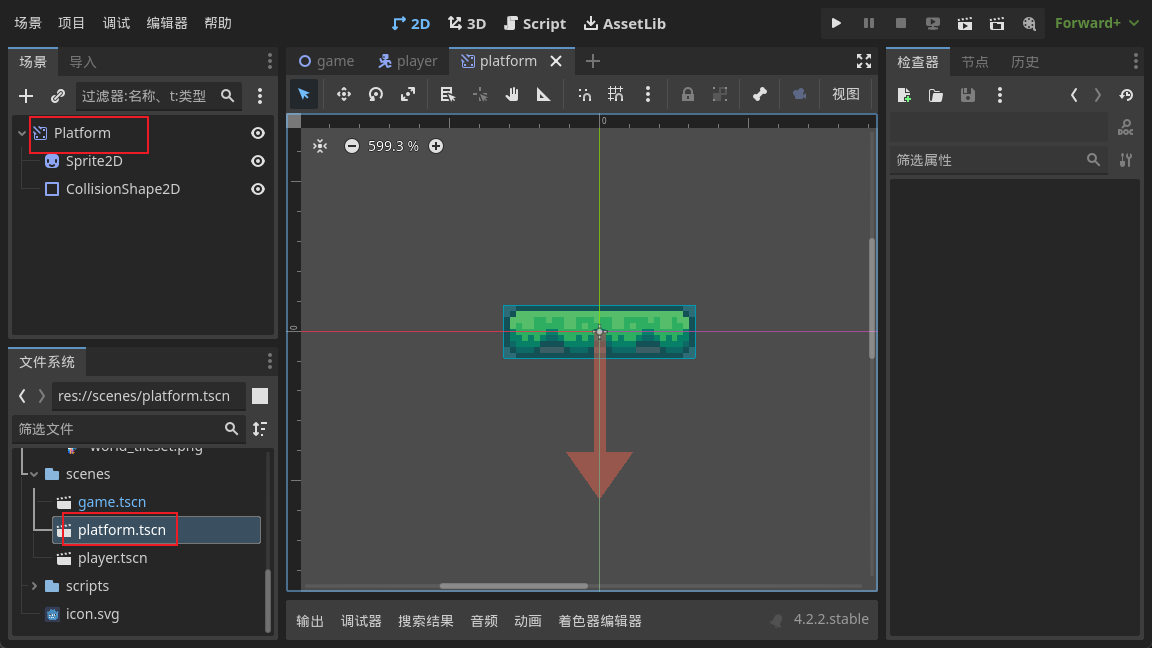 场景 项目 调试 编辑器 帮助
2D 3D Script AssetLib
Forward+
场景 导入
过滤器:名称、t:类型
Platform
Sprite2D
CollisionShape2D
文件系统
res://scenes/platform.tscn
筛选文件
world_tileset.png
scenes
game.tscn
platform.tscn
player.tscn
scripts
icon.svg
game player platform
视图
0
599.3 %
0
输出 调试器 搜索结果 音频 动画 着色器编辑器
4.2.2.stable
检查器 节点 历史
DOC
筛选属性